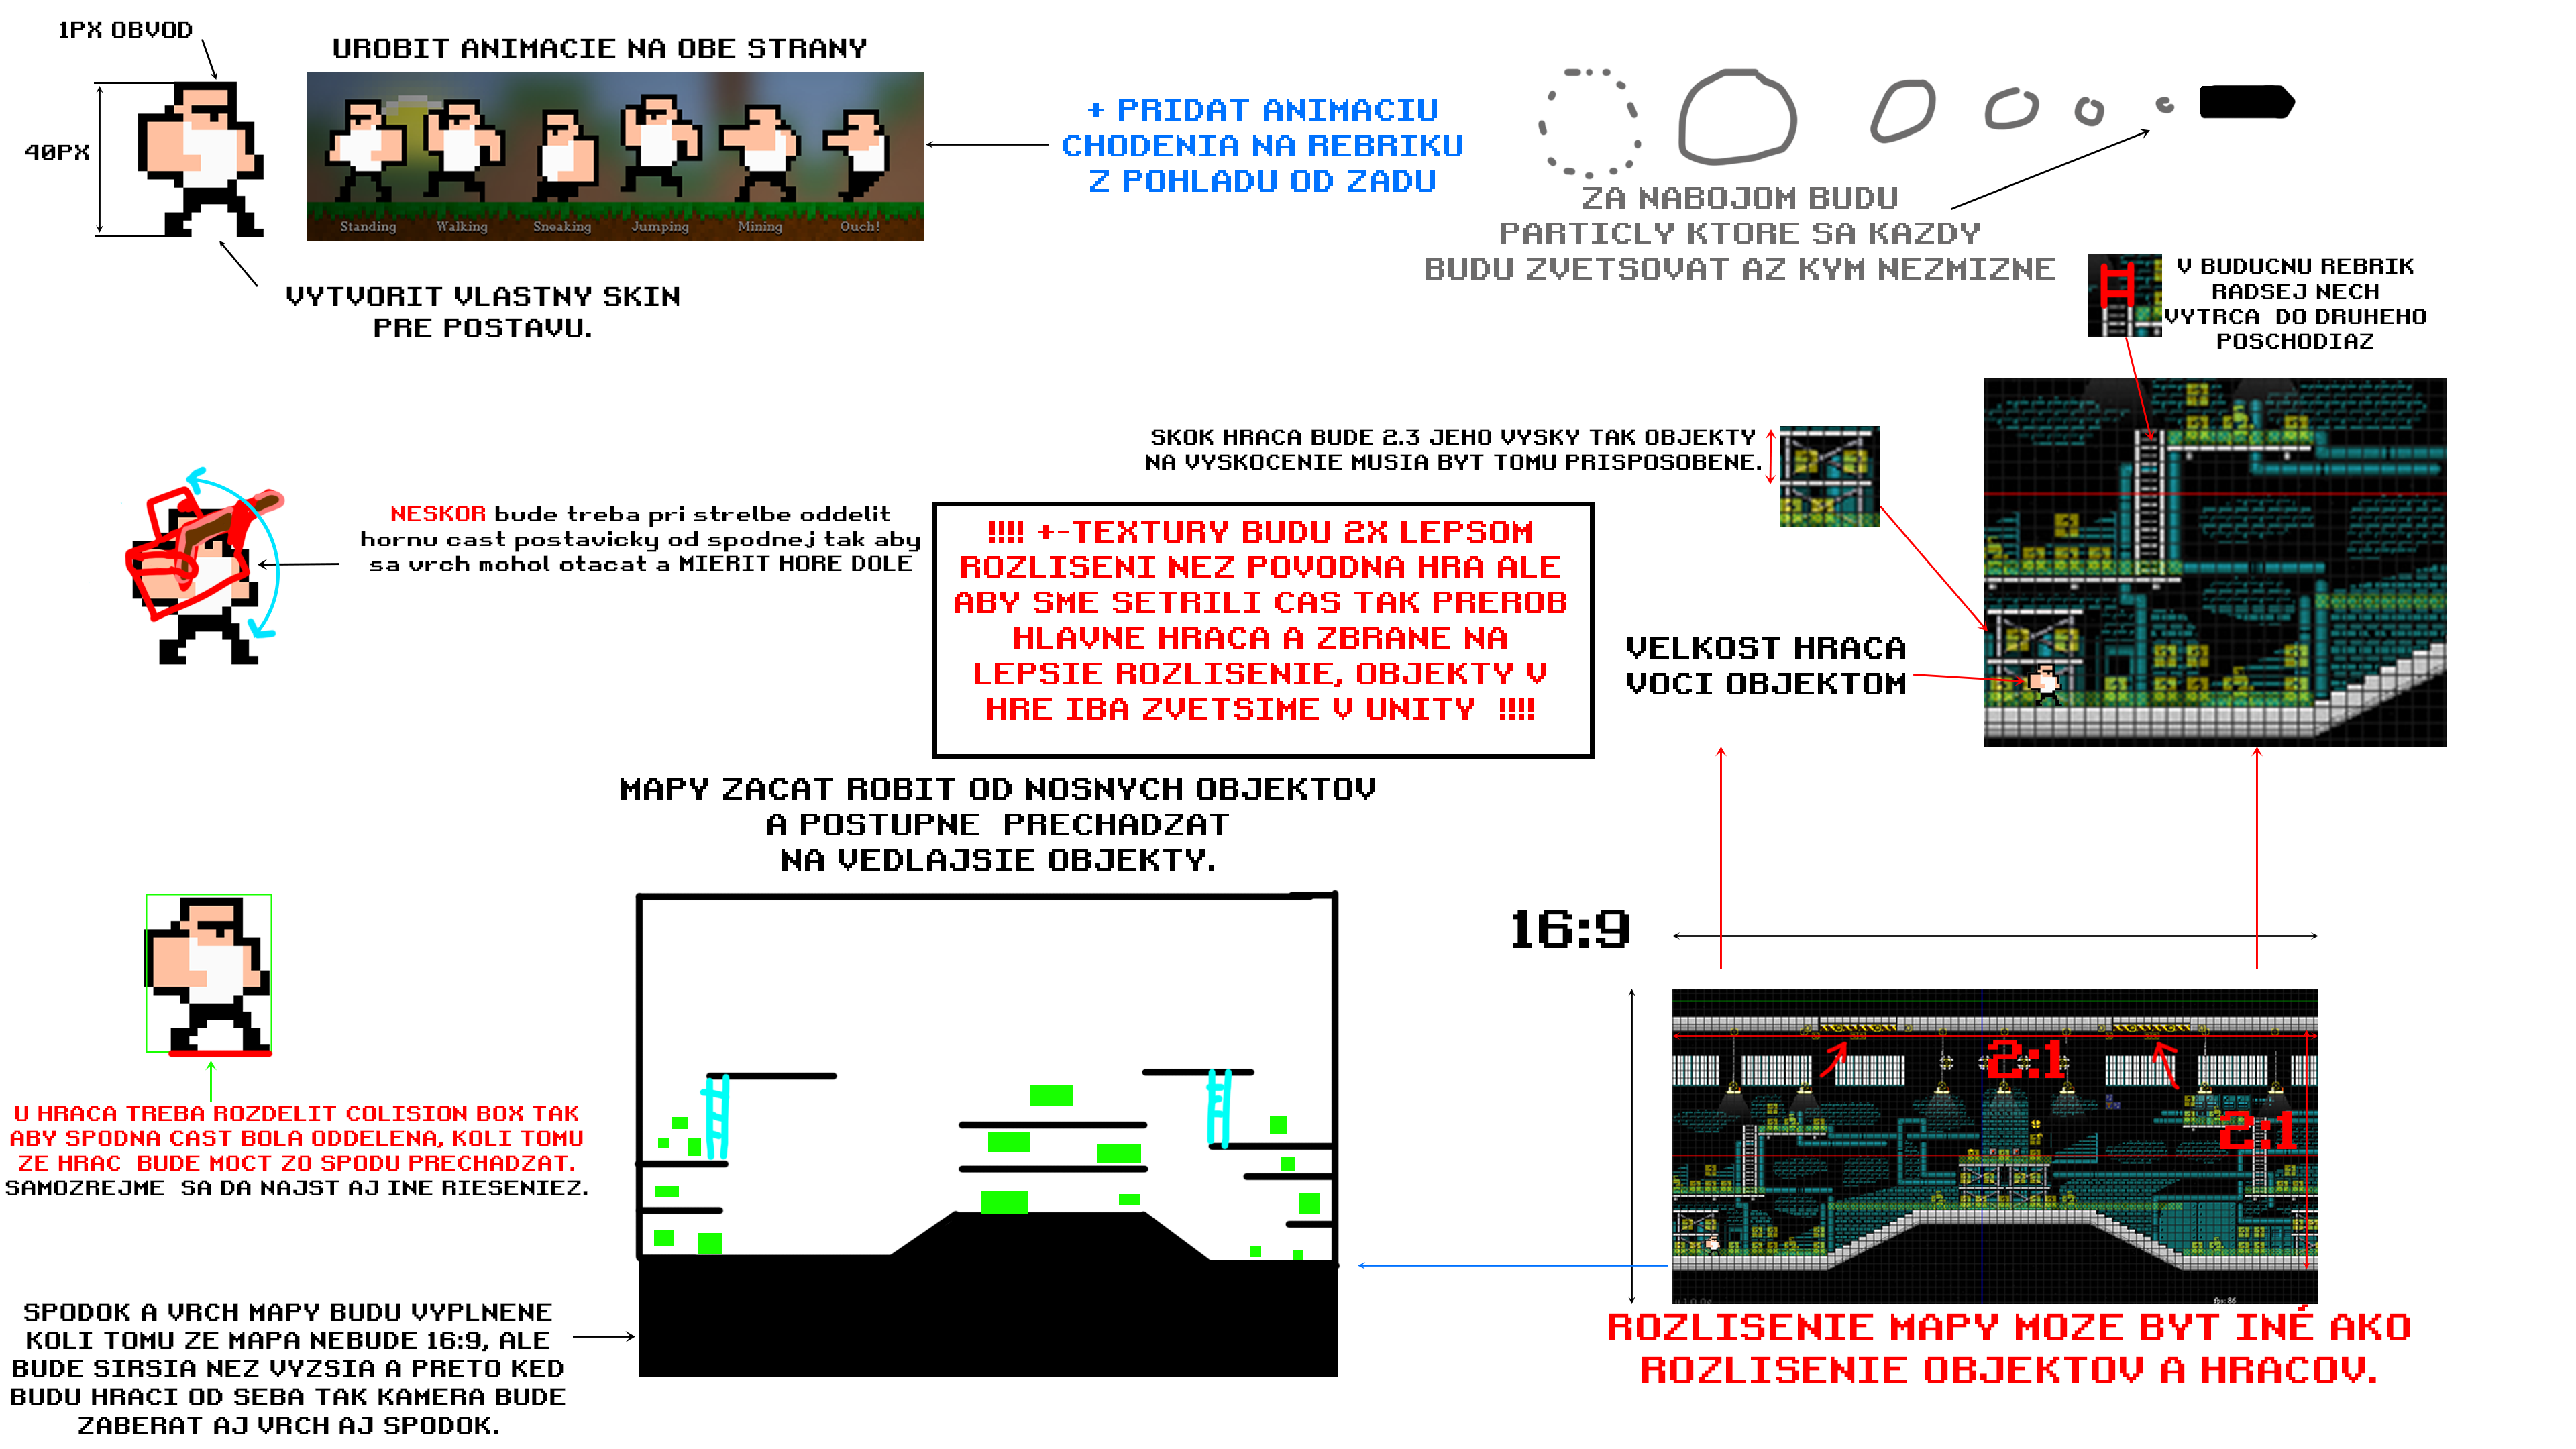 1PX OBVOD
40PX
VYTVORIT VLASTNY SKIN
PRE POSTAVU.
UROBIT ANIMACIE NA OBE STRANY
Standing Walking Sneaking Jumping Mining Ouch!
+ PRIDAT ANIMACIU
CHODENIA NA REBRIKU
Z POHLADU OD ZADU
ZA NABOJOM BUDU
PARTICLY KTORE SA KAZDY
BUDU ZVETSOVAT AZ KYM NEZMIZNE
V BUDUCNU REBRIK
RADSEJ NECH
VYTRCA DO DRUHEHO
POSCHODIAZ
SKOK HRACA BUDE 2.3 JEHO VYSKY TAK OBJEKTY
NA VYSKOCENIE MUSIA BYT TOMU PRISPOSOBENE.
NESKOR bude treba pri strelbe oddelit
hornu cast postavicky od spodnej tak aby
sa vrch mohol otacat a MIERIT HORE DOLE
!!!! +-TEXTURY BUDU 2X LEPSOM
ROZLISENI NEZ POVODNA HRA ALE
ABY SME SETRILI CAS TAK PREROB
HLAVNE HRACA A ZBRANE NA
LEPSIE ROZLISENIE, OBJEKTY V
HRE IBA ZVETSIME V UNITY !!!!
VELKOST HRACA
VOCI OBJEKTOM
MAPY ZACAT ROBIT OD NOSNYCH OBJEKTOV
A POSTUPNE PRECHADZAT
NA VEDLAJSIE OBJEKTY.
16:9
2:1
2:1
fps: 86
U HRACA TREBA ROZDELIT COLISION BOX TAK
ABY SPODNA CAST BOLA ODDELENA, KOLI TOMU
ZE HRAC BUDE MOCT ZO SPODU PRECHADZAT.
SAMOZREJME SA DA NAJST AJ INE RIESENIEZ.
SPODOK A VRCH MAPY BUDU VYPLNENE
KOLI TOMU ZE MAPA NEBUDE 16:9, ALE
BUDE SIRSIA NEZ VYZSIA A PRETO KED
BUDU HRACI OD SEBA TAK KAMERA BUDE
ZABERAT AJ VRCH AJ SPODOK.
ROZLISENIE MAPY MOZE BYT INÉ AKO
ROZLISENIE OBJEKTOV A HRACOV.